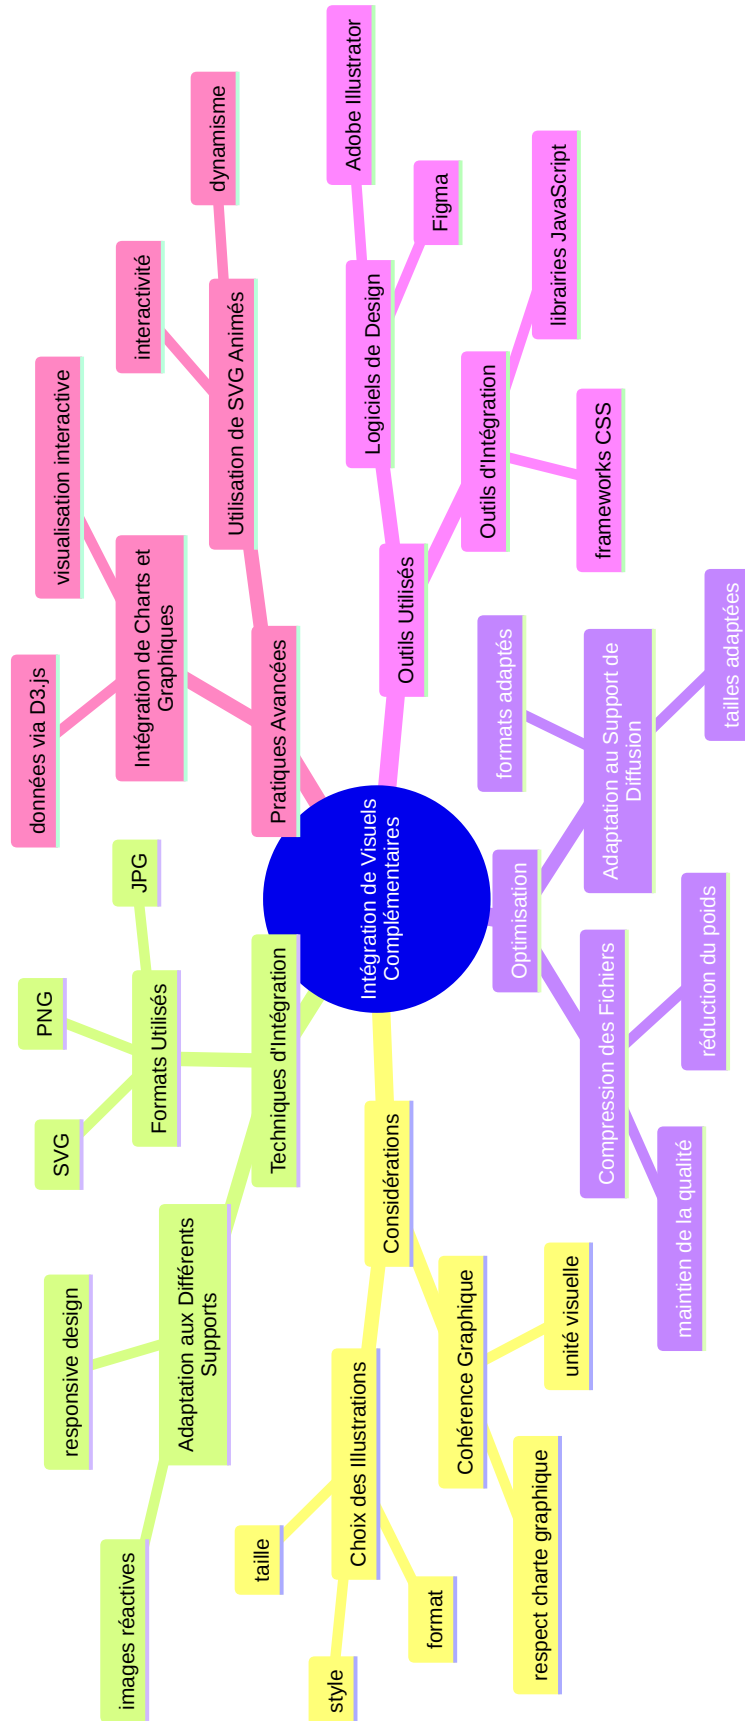 Intégration de Visuels
Complémentaires
Considérations
Choix des Illustrations
style
taille
format
Cohérence Graphique
respect charte graphique
unité visuelle
Techniques d'Intégration
Formats Utilisés
SVG
PNG
JPG
Adaptation aux Différents
Supports
images réactives
responsive design
Optimisation
Compression des Fichiers
maintien de la qualité
réduction du poids
Adaptation au Support de
Diffusion
formats adaptés
tailles adaptées
Outils Utilisés
Logiciels de Design
Adobe Illustrator
Figma
Outils d'Intégration
frameworks CSS
librairies JavaScript
Pratiques Avancées
Utilisation de SVG Animés
interactivité
dynamisme
Intégration de Charts et
Graphiques
données via D3.js
visualisation interactive